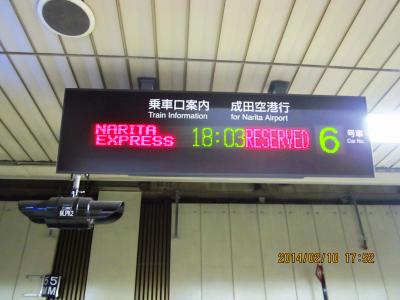 乗車口案内 成田空港行
Train Information for Narita Airport
NARITA EXPRESS 18:03 RESERVED 6 号車 Car No.
2014/02/10 17:52